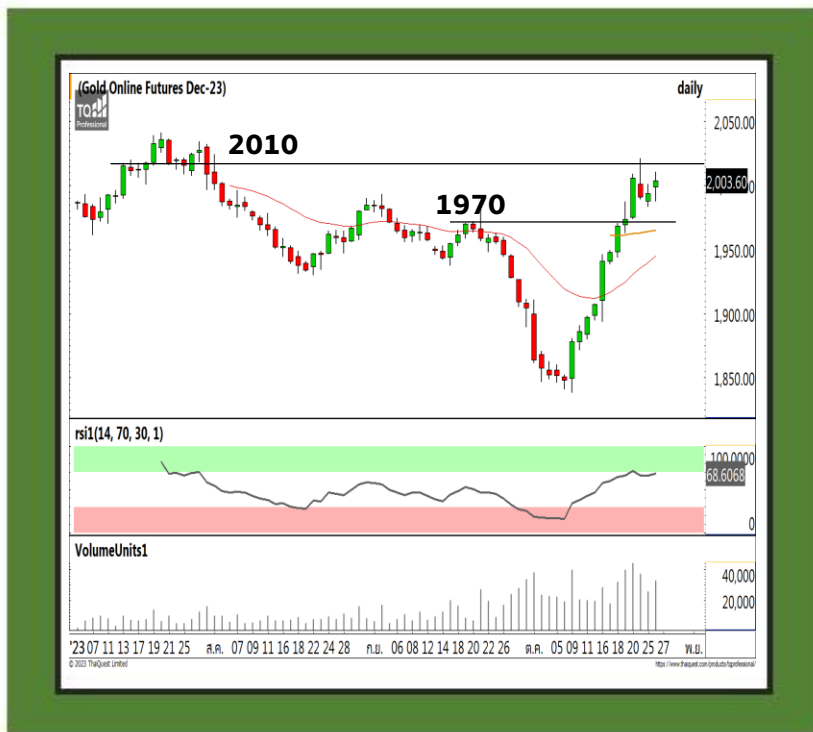 (Gold Online Futures Dec-23) daily
TQ
Professional
2010
1970
2,050.00
2,003.60
1,950.00
1,900.00
1,850.00
rsi1(14, 70, 30, 1)
100.0000
68.6068
0
VolumeUnits1
40,000
20,000
'23 07 11 13 17 19 21 25 ส.ค. 07 09 11 16 18 22 24 28 ก.ย. 06 08 12 14 18 20 22 26 ต.ค. 05 09 11 16 18 20 25 27 พ.ย.
© 2023 ThaiQuest Limited https://www.thaiquest.com/products/tqprofessional/